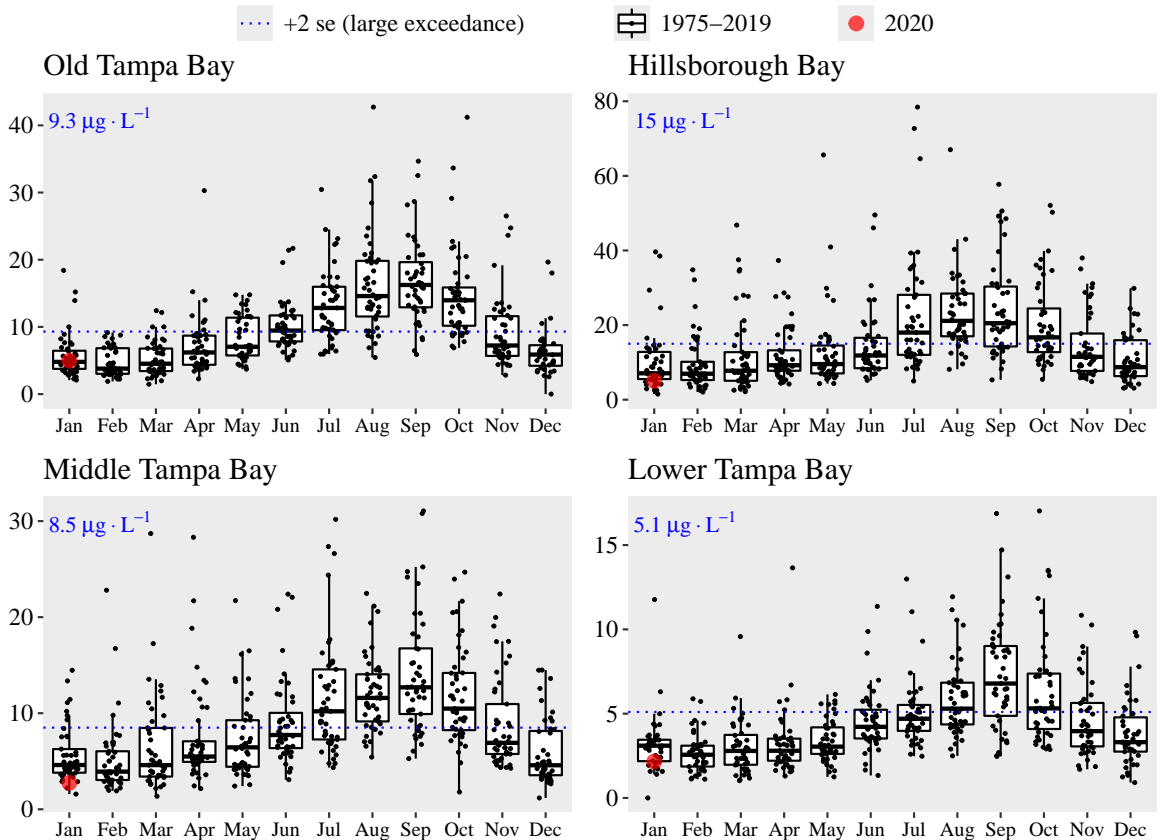 +2 se (large exceedance) 1975−2019 2020
Old Tampa Bay
9.3 μg ⋅ L−1
40
30
20
10
0
Jan Feb Mar Apr May Jun Jul Aug Sep Oct Nov Dec
Hillsborough Bay
15 μg ⋅ L−1
80
60
40
20
0
Jan Feb Mar Apr May Jun Jul Aug Sep Oct Nov Dec
Middle Tampa Bay
8.5 μg ⋅ L−1
30
20
10
0
Jan Feb Mar Apr May Jun Jul Aug Sep Oct Nov Dec
Lower Tampa Bay
5.1 μg ⋅ L−1
15
10
5
0
Jan Feb Mar Apr May Jun Jul Aug Sep Oct Nov Dec